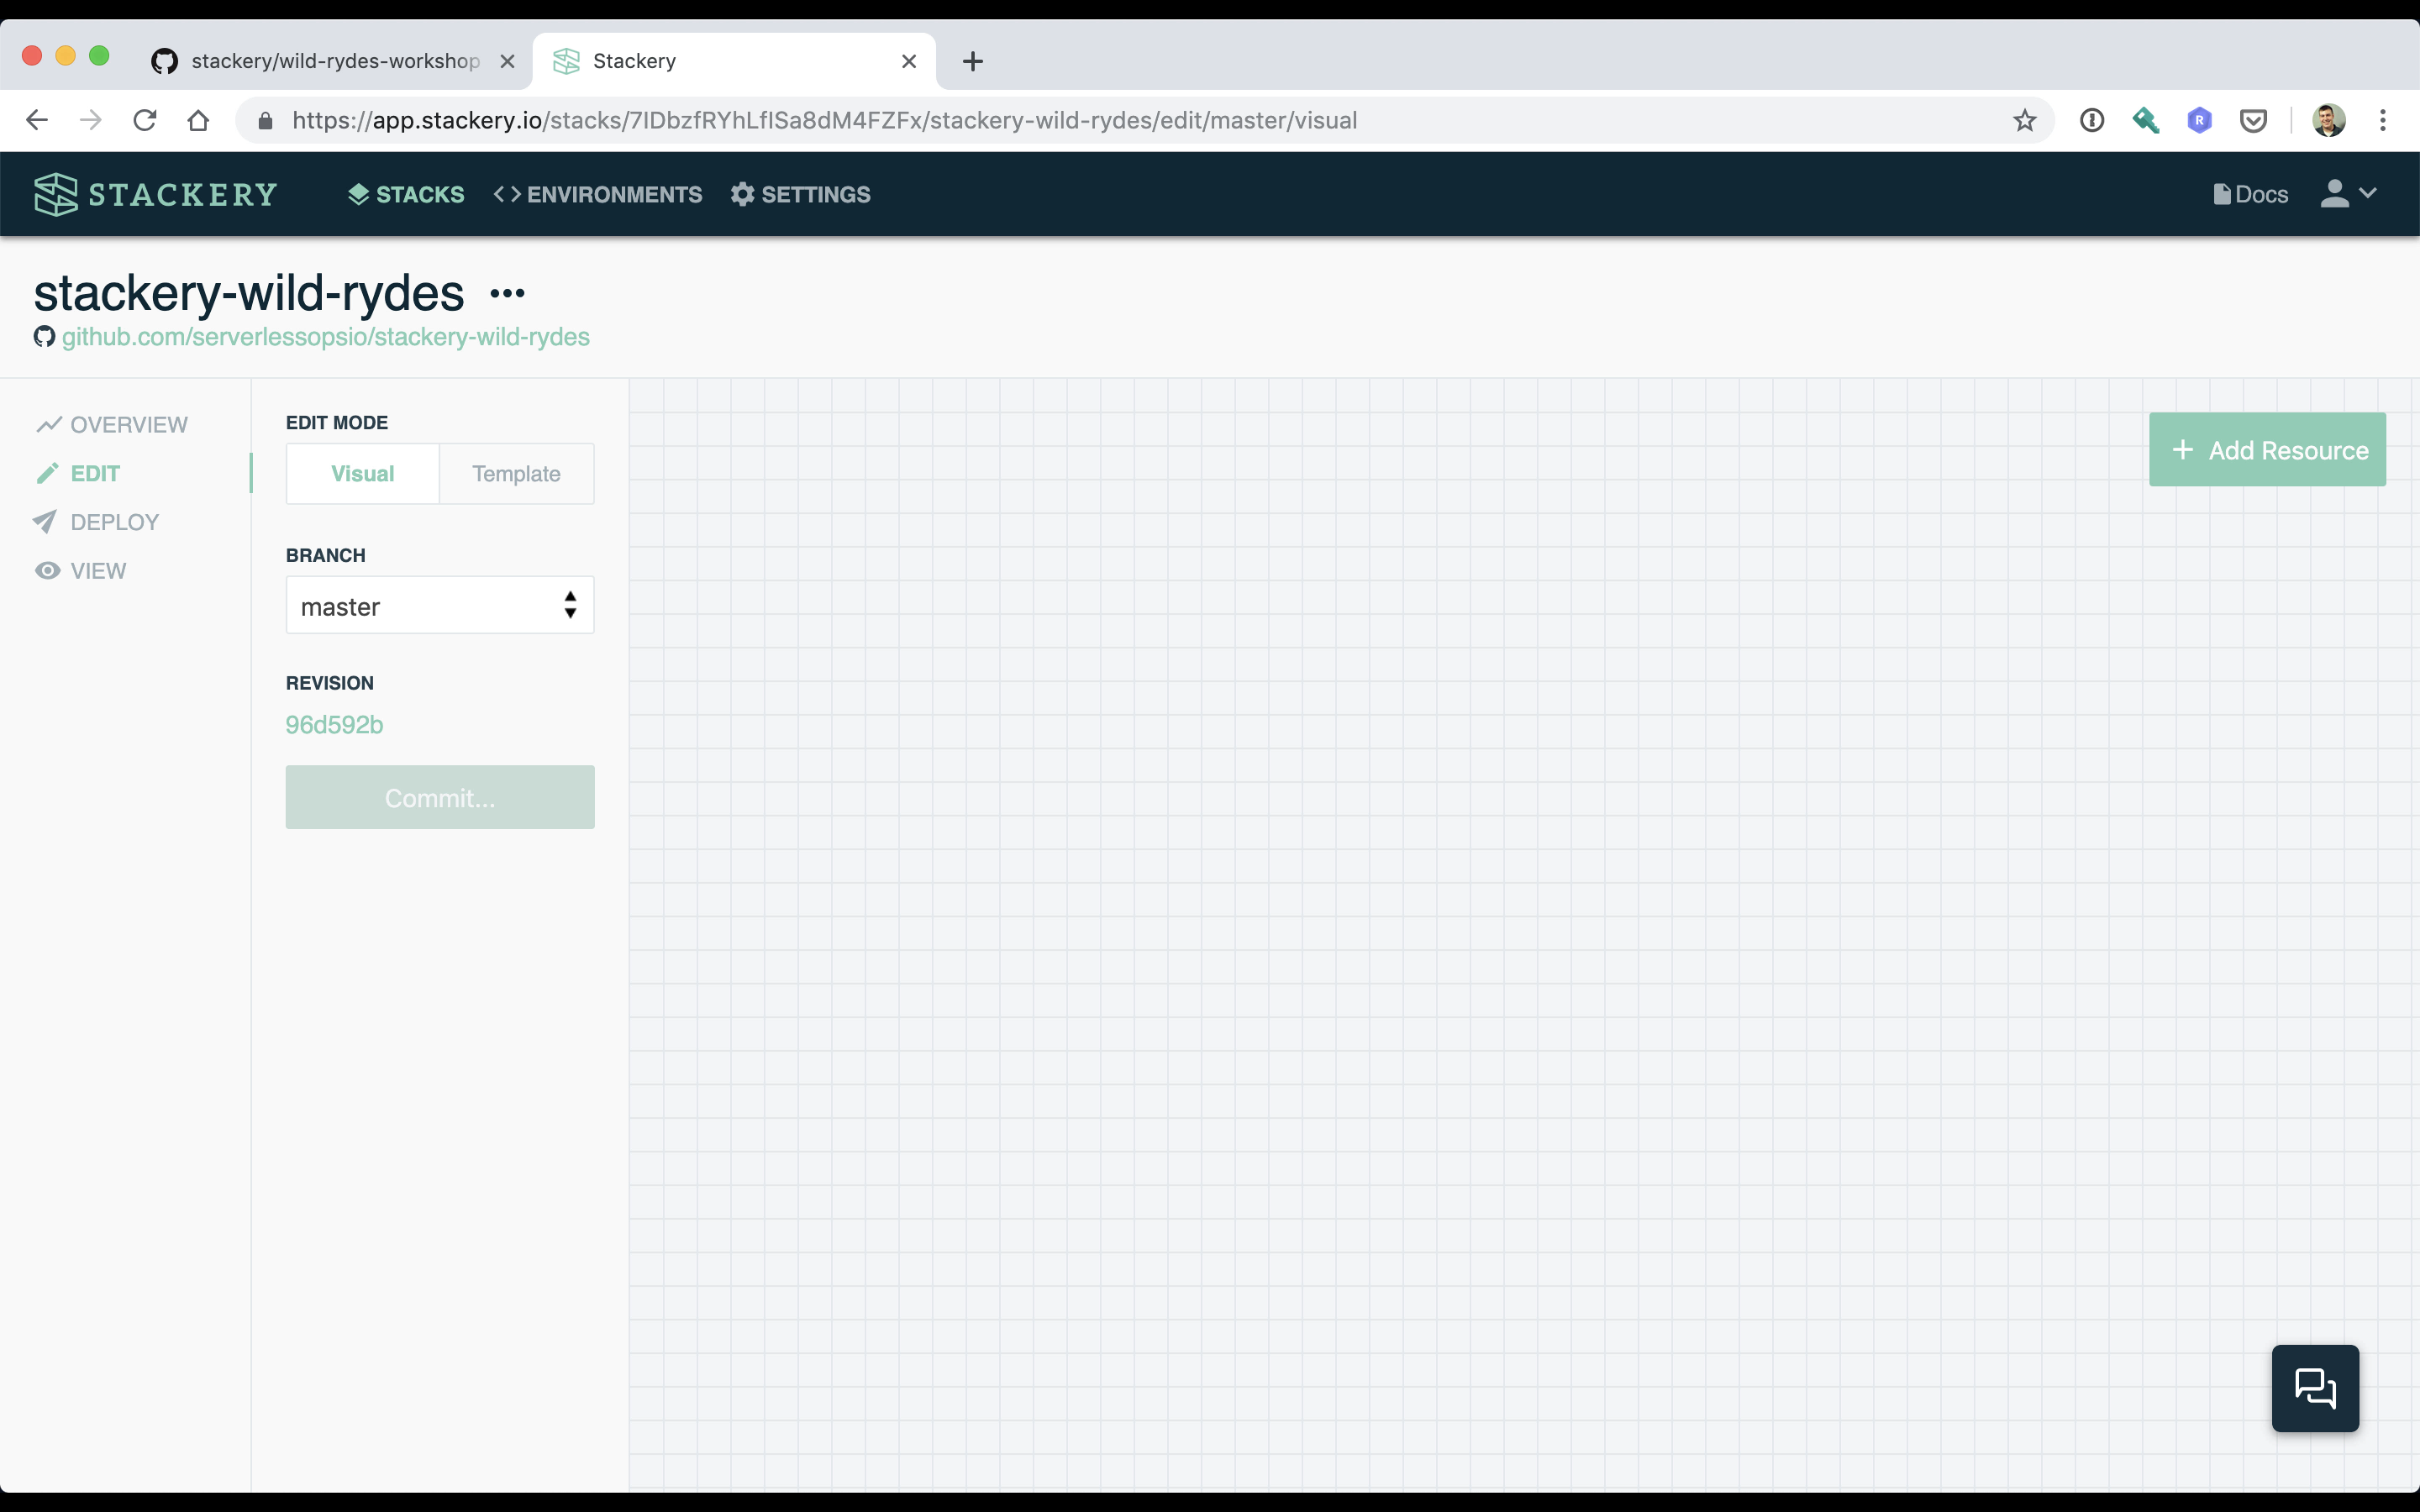 stackery/wild-rydes-workshop
Stackery
https://app.stackery.io/stacks/7IDbzfRYhLfISa8dM4FZFx/stackery-wild-rydes/edit/master/visual
STACKERY
STACKS
ENVIRONMENTS
SETTINGS
Docs
stackery-wild-rydes
github.com/serverlessopsio/stackery-wild-rydes
OVERVIEW
EDIT
DEPLOY
VIEW
EDIT MODE
Visual
Template
BRANCH
master
REVISION
96d592b
Commit...
+ Add Resource